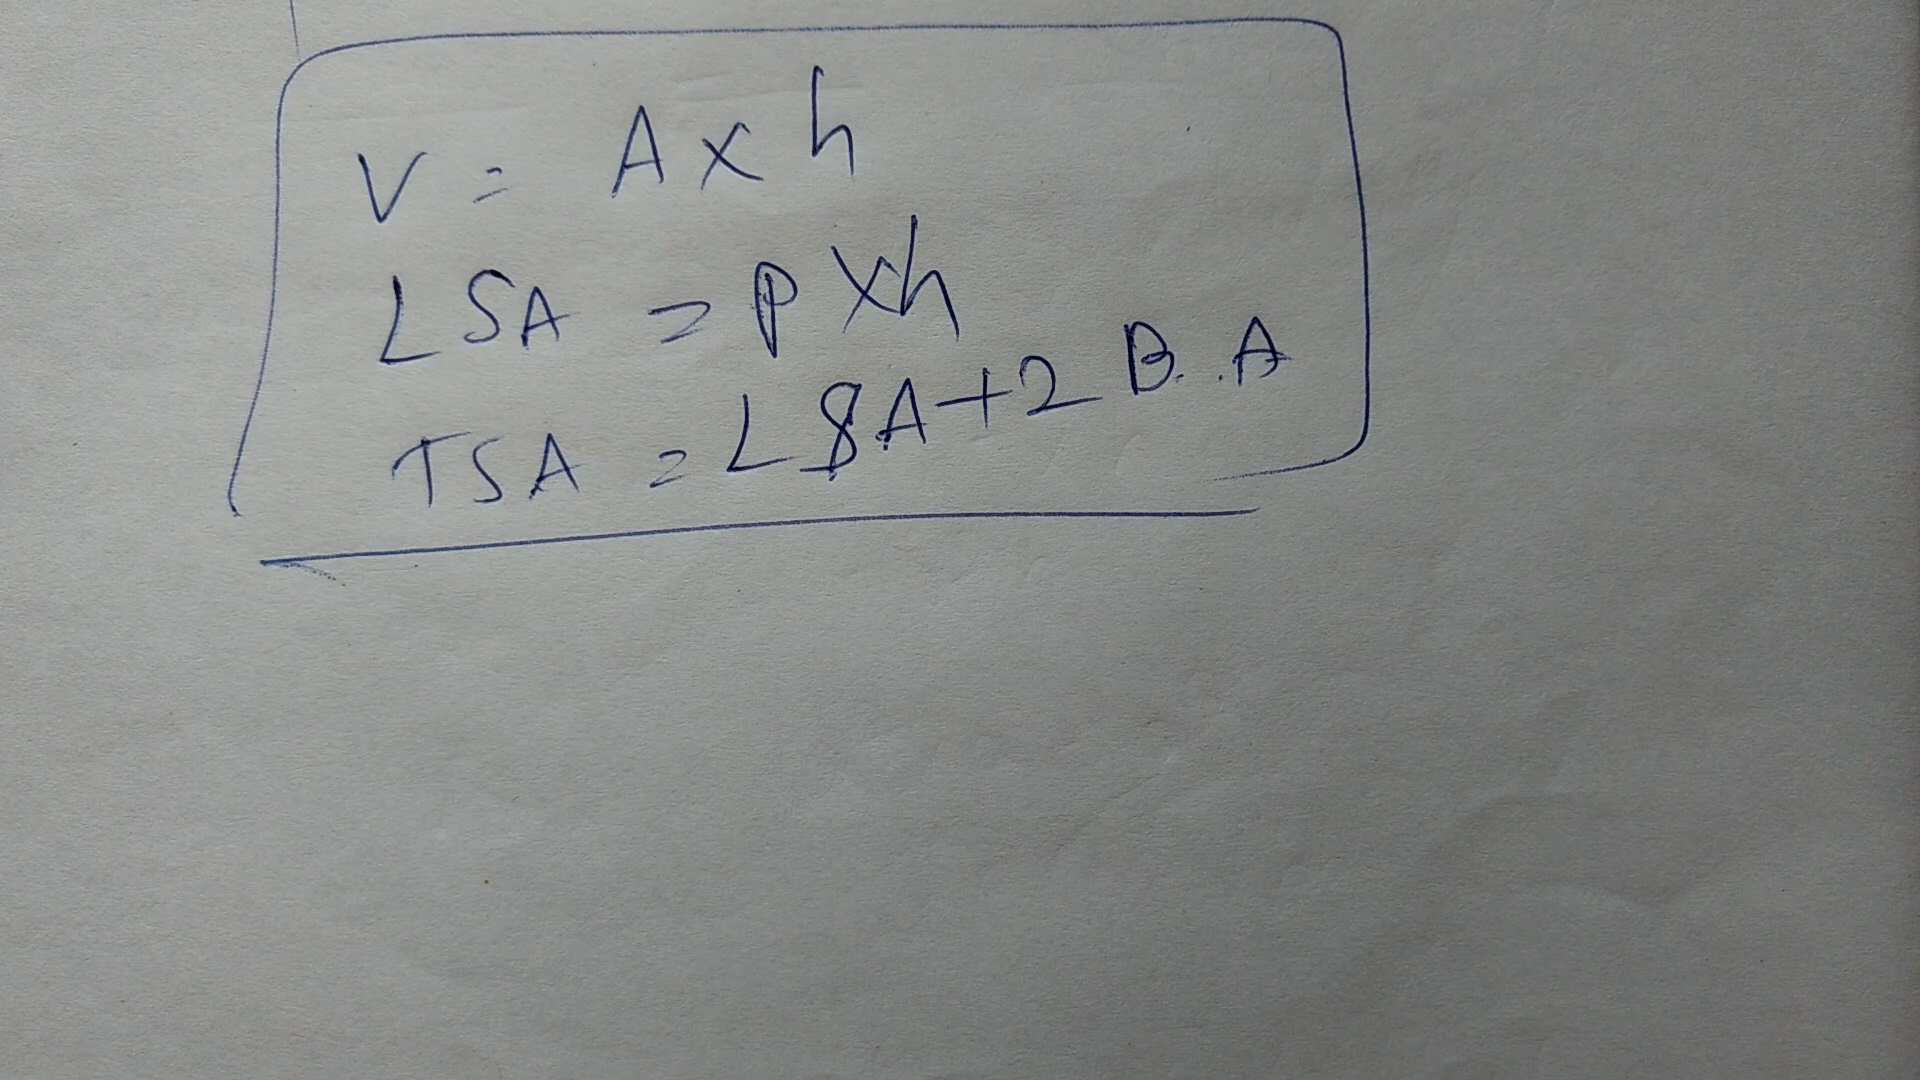 V = A x h
LSA = P x h
TSA = LSA + 2 B. .A